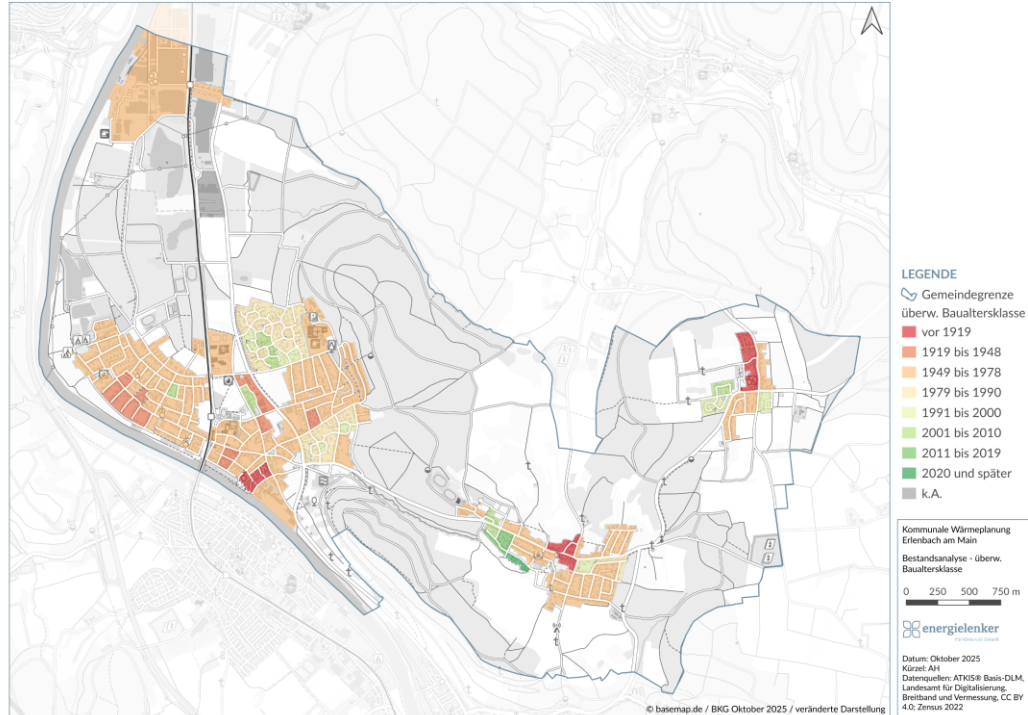 LEGENDE
Gemeindegrenze
überw. Baualtersklasse
vor 1919
1919 bis 1948
1949 bis 1978
1979 bis 1990
1991 bis 2000
2001 bis 2010
2011 bis 2019
2020 und später
k.A.
Kommunale Wärmeplanung
Erlenbach am Main
Bestandsanalyse - überw.
Baualtersklasse
0 250 500 750 m
energielenker
Datum: Oktober 2025
Kürzel: AH
Datenquellen: ATKIS® Basis-DLM,
Landesamt für Digitalisierung,
Breitband und Vermessung, CC BY
4.0; Zensus 2022
© basemap.de / BKG Oktober 2025 / veränderte Darstellung